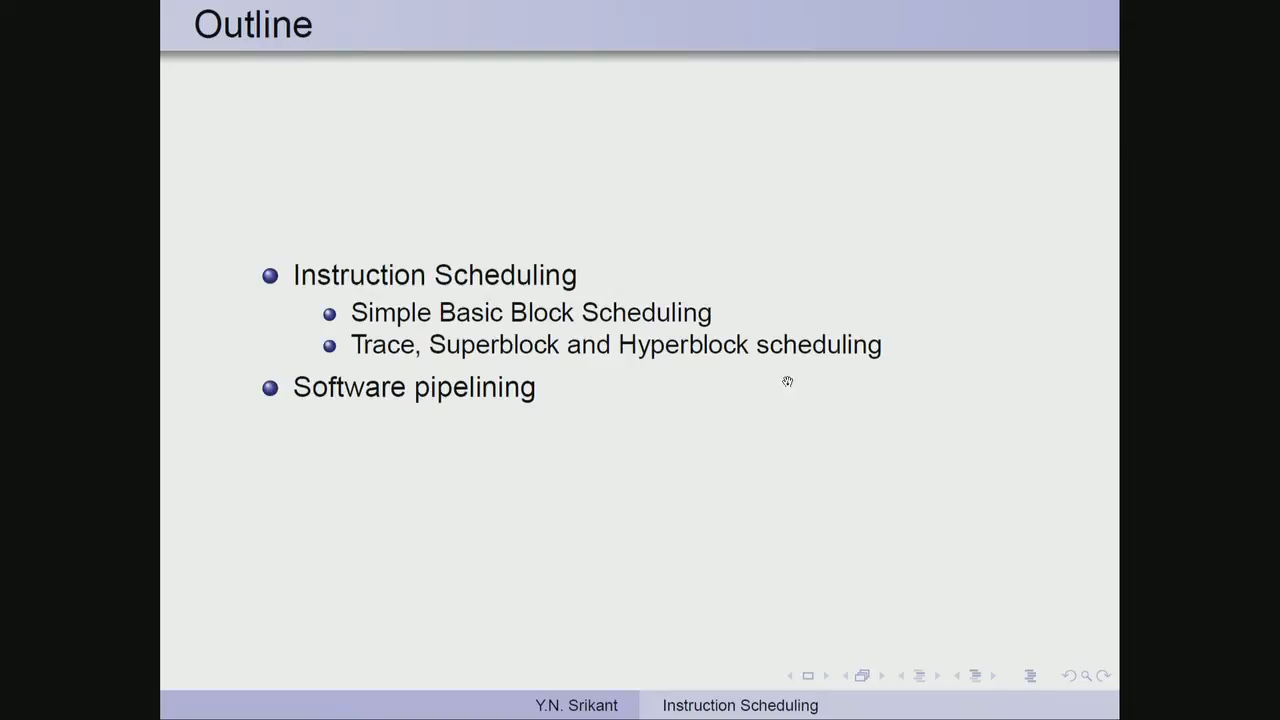 Outline
Instruction Scheduling
Simple Basic Block Scheduling
Trace, Superblock and Hyperblock scheduling
Software pipelining
Y.N. Srikant
Instruction Scheduling